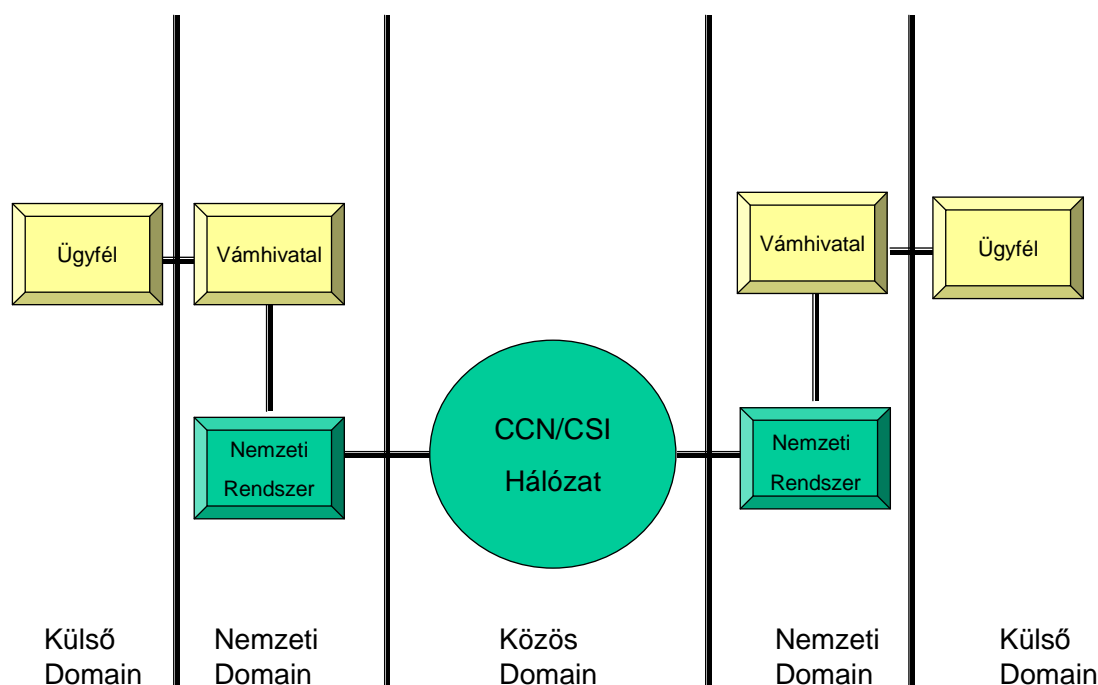 Ügyfél
Vámhivatal
Vámhivatal
Ügyfél
Nemzeti
Rendszer
CCN/CSI
Hálózat
Nemzeti
Rendszer
Külső
Domain
Nemzeti
Domain
Közös
Domain
Nemzeti
Domain
Külső
Domain